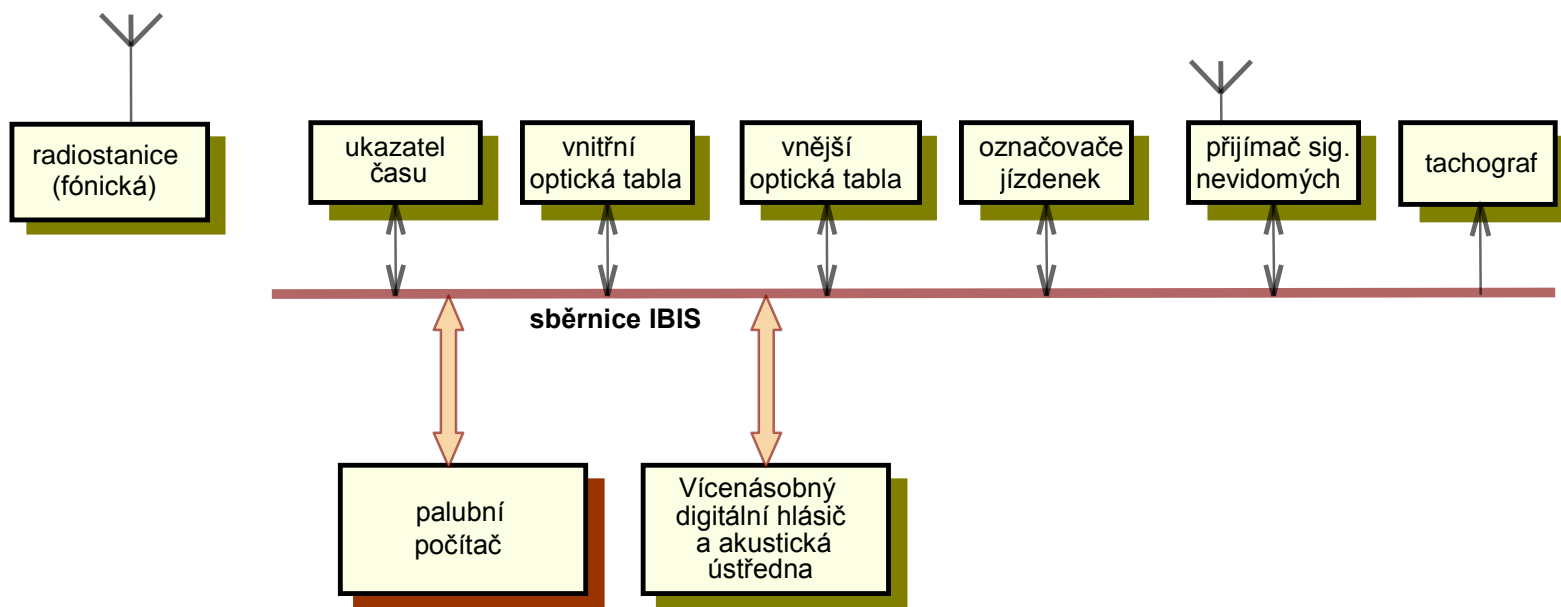 radiostanice
(fónická)
ukazatel
času
vnitřní
optická tabla
vnější
optická tabla
označovače
jízdenek
přijímač sig.
nevidomých
tachograf
sběrnice IBIS
palubní
počítač
Vícenásobný
digitální hlásič
a akustická
ústředna